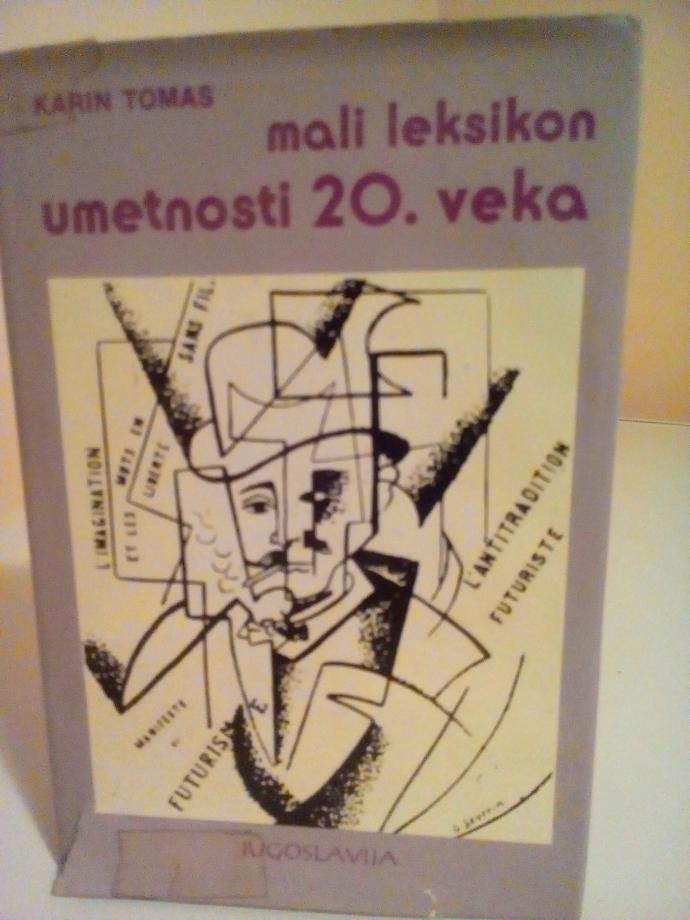 KARIN TOMAS
mali leksikon
umetnosti 20. veka
SANS FIL.
L'IMAGINATION
MOTS EN
ET LES LIBERTÉ
L'ANTITRADITION
FUTURISTE
MANIFESTE
FUTURISME
G. Severini
JUGOSLAVIJA